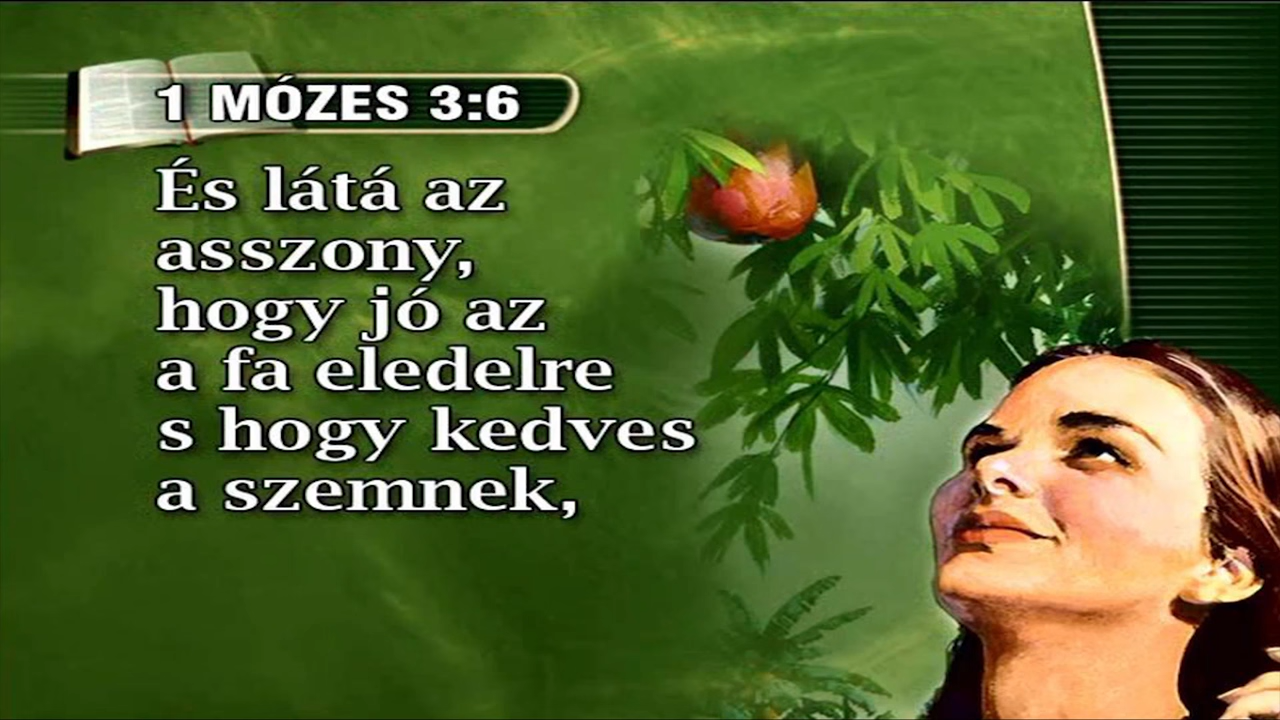 1 MÓZES 3:6
És látá az
asszony,
hogy jó az
a fa eledelre
s hogy kedves
a szemnek,